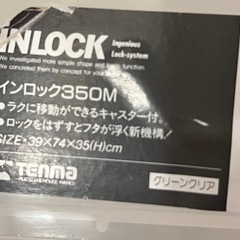 INLOCK
Ingenious
Lock-system
We investigated more simple shape and basic function.
them by concept for your
インロック350M
●ラクに移動ができるキャスター付。
●ロックをはずすとフタが浮く新機構!
SIZE・39×74×35(H)cm
Tenma
グリーンクリア